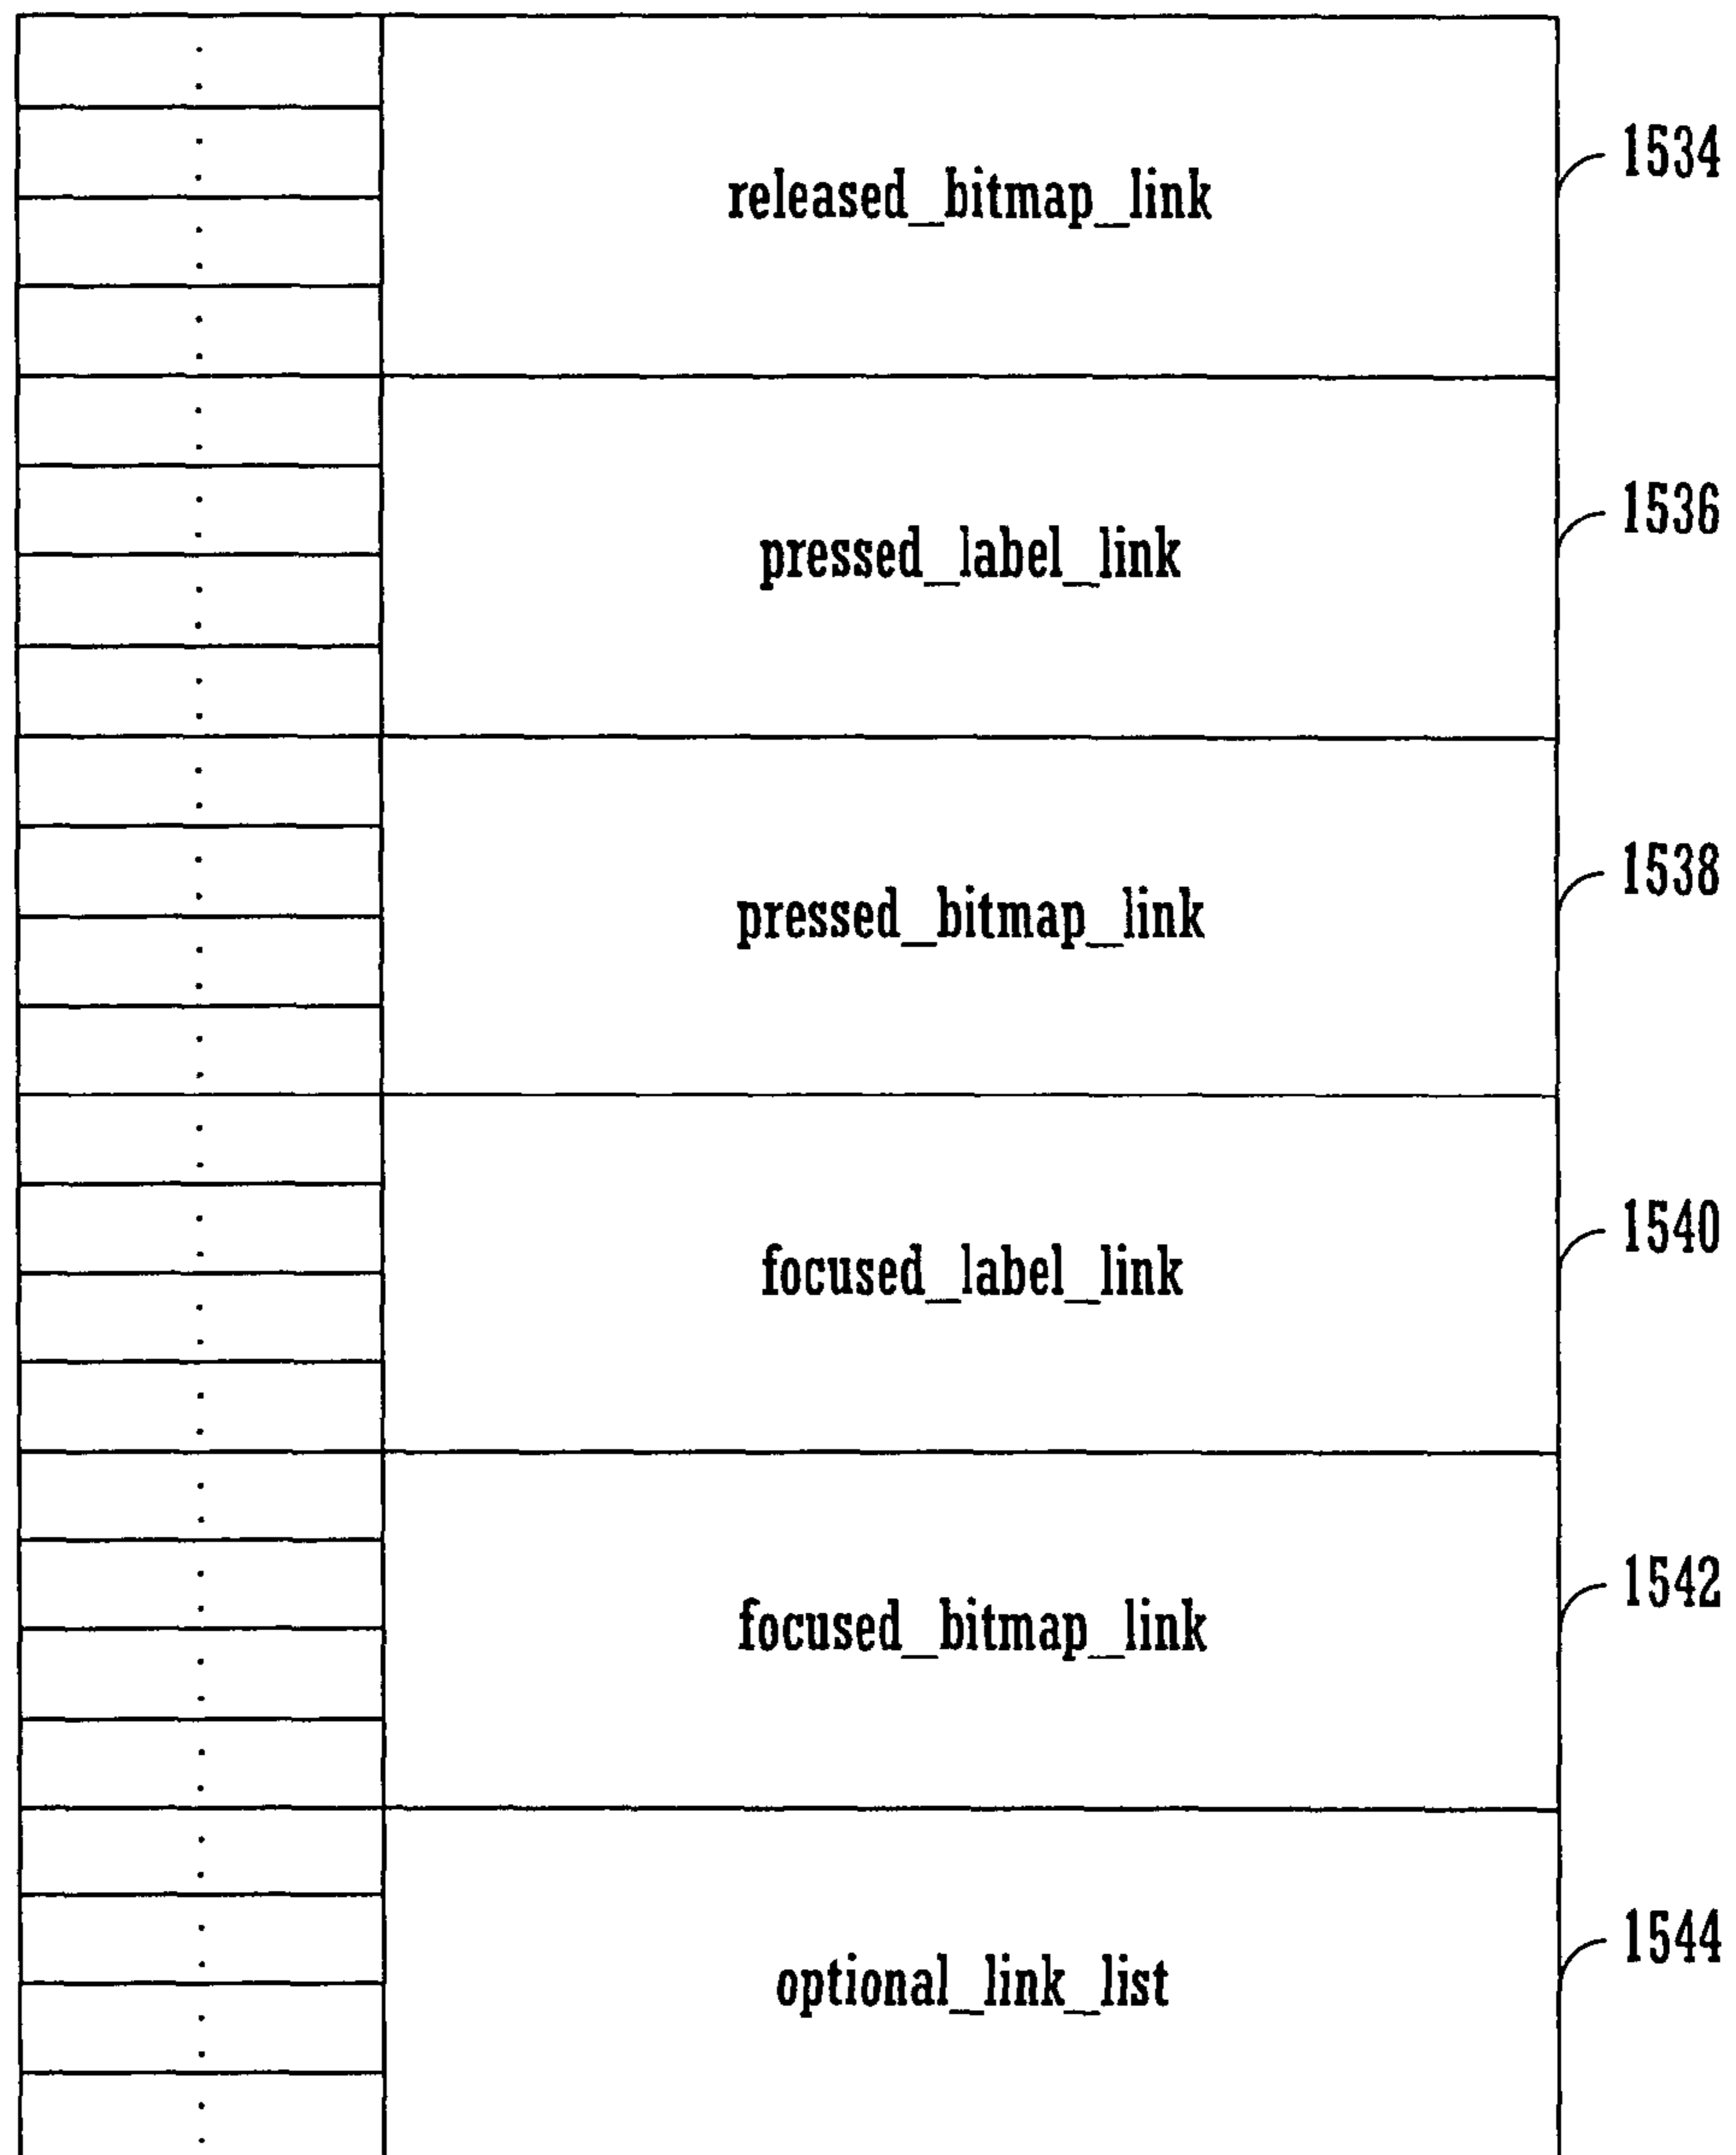 released_bitmap_link 1534
pressed_label_link 1536
pressed_bitmap_link 1538
focused_label_link 1540
focused_bitmap_link 1542
optional_link_list 1544